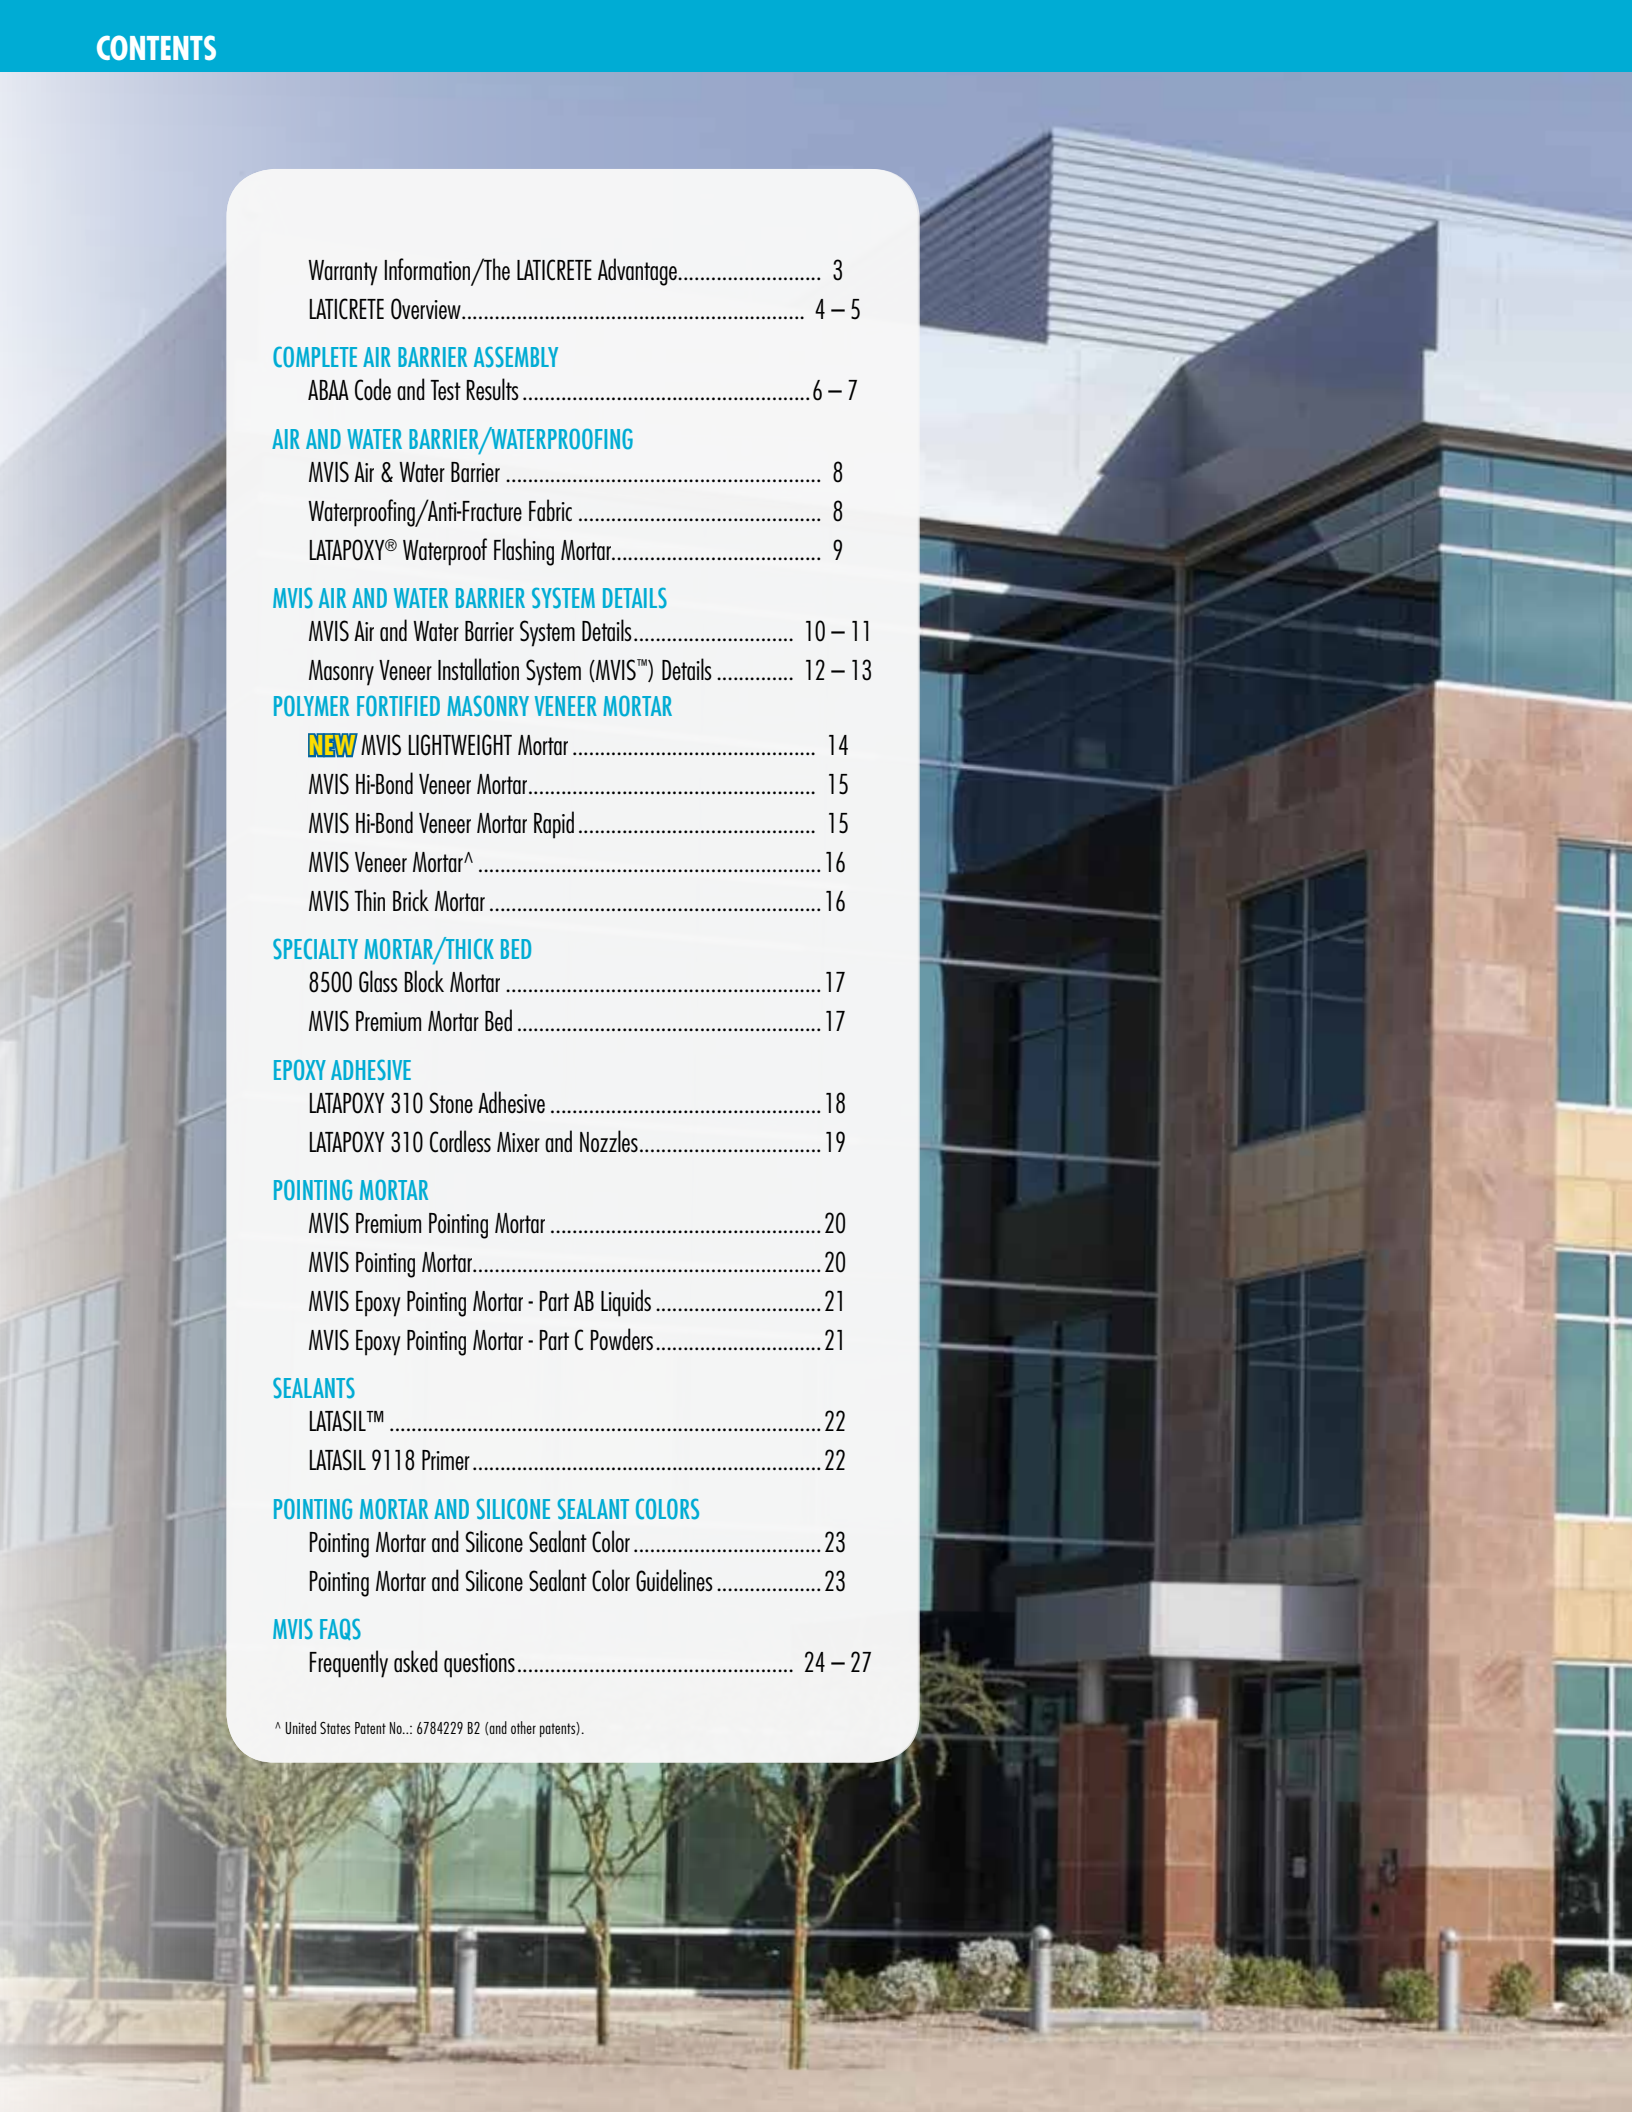 CONTENTS
Warranty Information/The LATICRETE Advantage.......................... 3
LATICRETE Overview.............................................................. 4 – 5
COMPLETE AIR BARRIER ASSEMBLY
ABAA Code and Test Results ....................................................6 – 7
AIR AND WATER BARRIER/WATERPROOFING
MVIS Air & Water Barrier ......................................................... 8
Waterproofing/Anti-Fracture Fabric ............................................ 8
LATAPOXY® Waterproof Flashing Mortar...................................... 9
MVIS AIR AND WATER BARRIER SYSTEM DETAILS
MVIS Air and Water Barrier System Details............................. 10 – 11
Masonry Veneer Installation System (MVIS™) Details .............. 12 – 13
POLYMER FORTIFIED MASONRY VENEER MORTAR
NEW MVIS LIGHTWEIGHT Mortar ............................................ 14
MVIS Hi-Bond Veneer Mortar.................................................... 15
MVIS Hi-Bond Veneer Mortar Rapid........................................... 15
MVIS Veneer Mortar^ ..............................................................16
MVIS Thin Brick Mortar ............................................................16
SPECIALTY MORTAR/THICK BED
8500 Glass Block Mortar .........................................................17
MVIS Premium Mortar Bed .......................................................17
EPOXY ADHESIVE
LATAPOXY 310 Stone Adhesive .................................................18
LATAPOXY 310 Cordless Mixer and Nozzles.................................19
POINTING MORTAR
MVIS Premium Pointing Mortar .................................................20
MVIS Pointing Mortar...............................................................20
MVIS Epoxy Pointing Mortar - Part AB Liquids ..............................21
MVIS Epoxy Pointing Mortar - Part C Powders..............................21
SEALANTS
LATASIL™ ..............................................................................22
LATASIL 9118 Primer...............................................................22
POINTING MORTAR AND SILICONE SEALANT COLORS
Pointing Mortar and Silicone Sealant Color ..................................23
Pointing Mortar and Silicone Sealant Color Guidelines ...................23
MVIS FAQS
Frequently asked questions.................................................. 24 – 27
^ United States Patent No..: 6784229 B2 (and other patents).